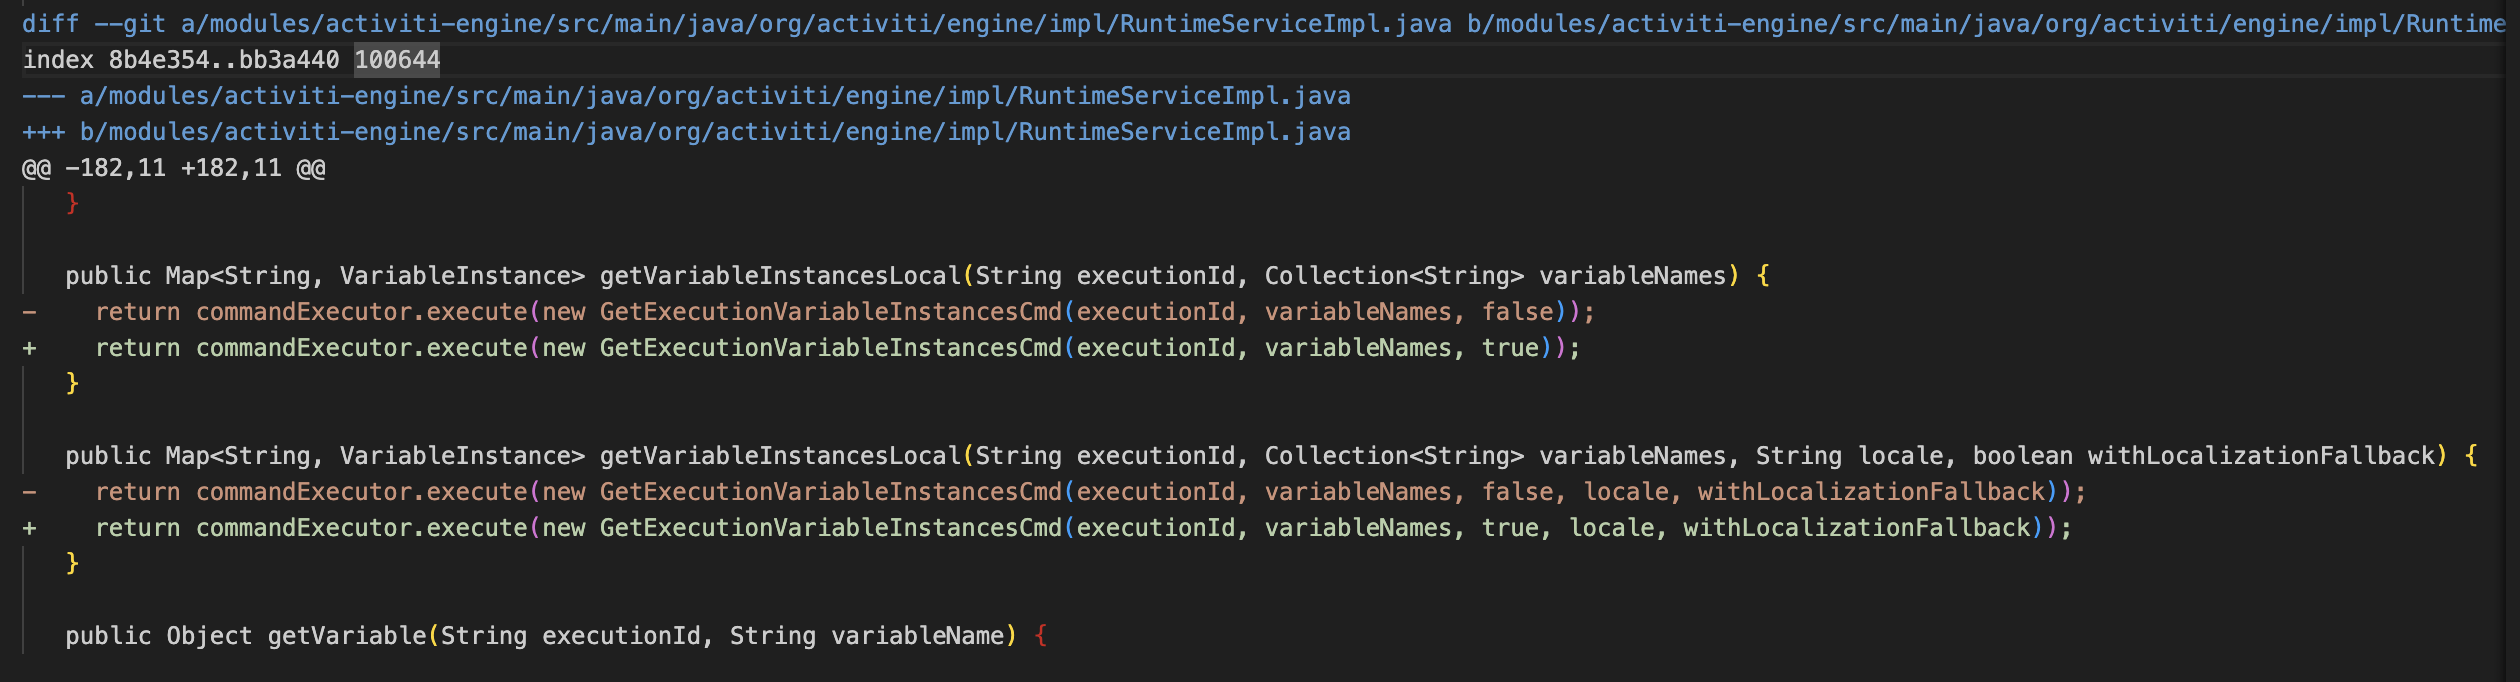 diff --git a/modules/activiti-engine/src/main/java/org/activiti/engine/impl/RuntimeServiceImpl.java b/modules/activiti-engine/src/main/java/org/activiti/engine/impl/Runtime
index 8b4e354..bb3a440 100644
--- a/modules/activiti-engine/src/main/java/org/activiti/engine/impl/RuntimeServiceImpl.java
+++ b/modules/activiti-engine/src/main/java/org/activiti/engine/impl/RuntimeServiceImpl.java
@@ -182,11 +182,11 @@
   }

   public Map<String, VariableInstance> getVariableInstancesLocal(String executionId, Collection<String> variableNames) {
-    return commandExecutor.execute(new GetExecutionVariableInstancesCmd(executionId, variableNames, false));
+    return commandExecutor.execute(new GetExecutionVariableInstancesCmd(executionId, variableNames, true));
   }

   public Map<String, VariableInstance> getVariableInstancesLocal(String executionId, Collection<String> variableNames, String locale, boolean withLocalizationFallback) {
-    return commandExecutor.execute(new GetExecutionVariableInstancesCmd(executionId, variableNames, false, locale, withLocalizationFallback));
+    return commandExecutor.execute(new GetExecutionVariableInstancesCmd(executionId, variableNames, true, locale, withLocalizationFallback));
   }

   public Object getVariable(String executionId, String variableName) {